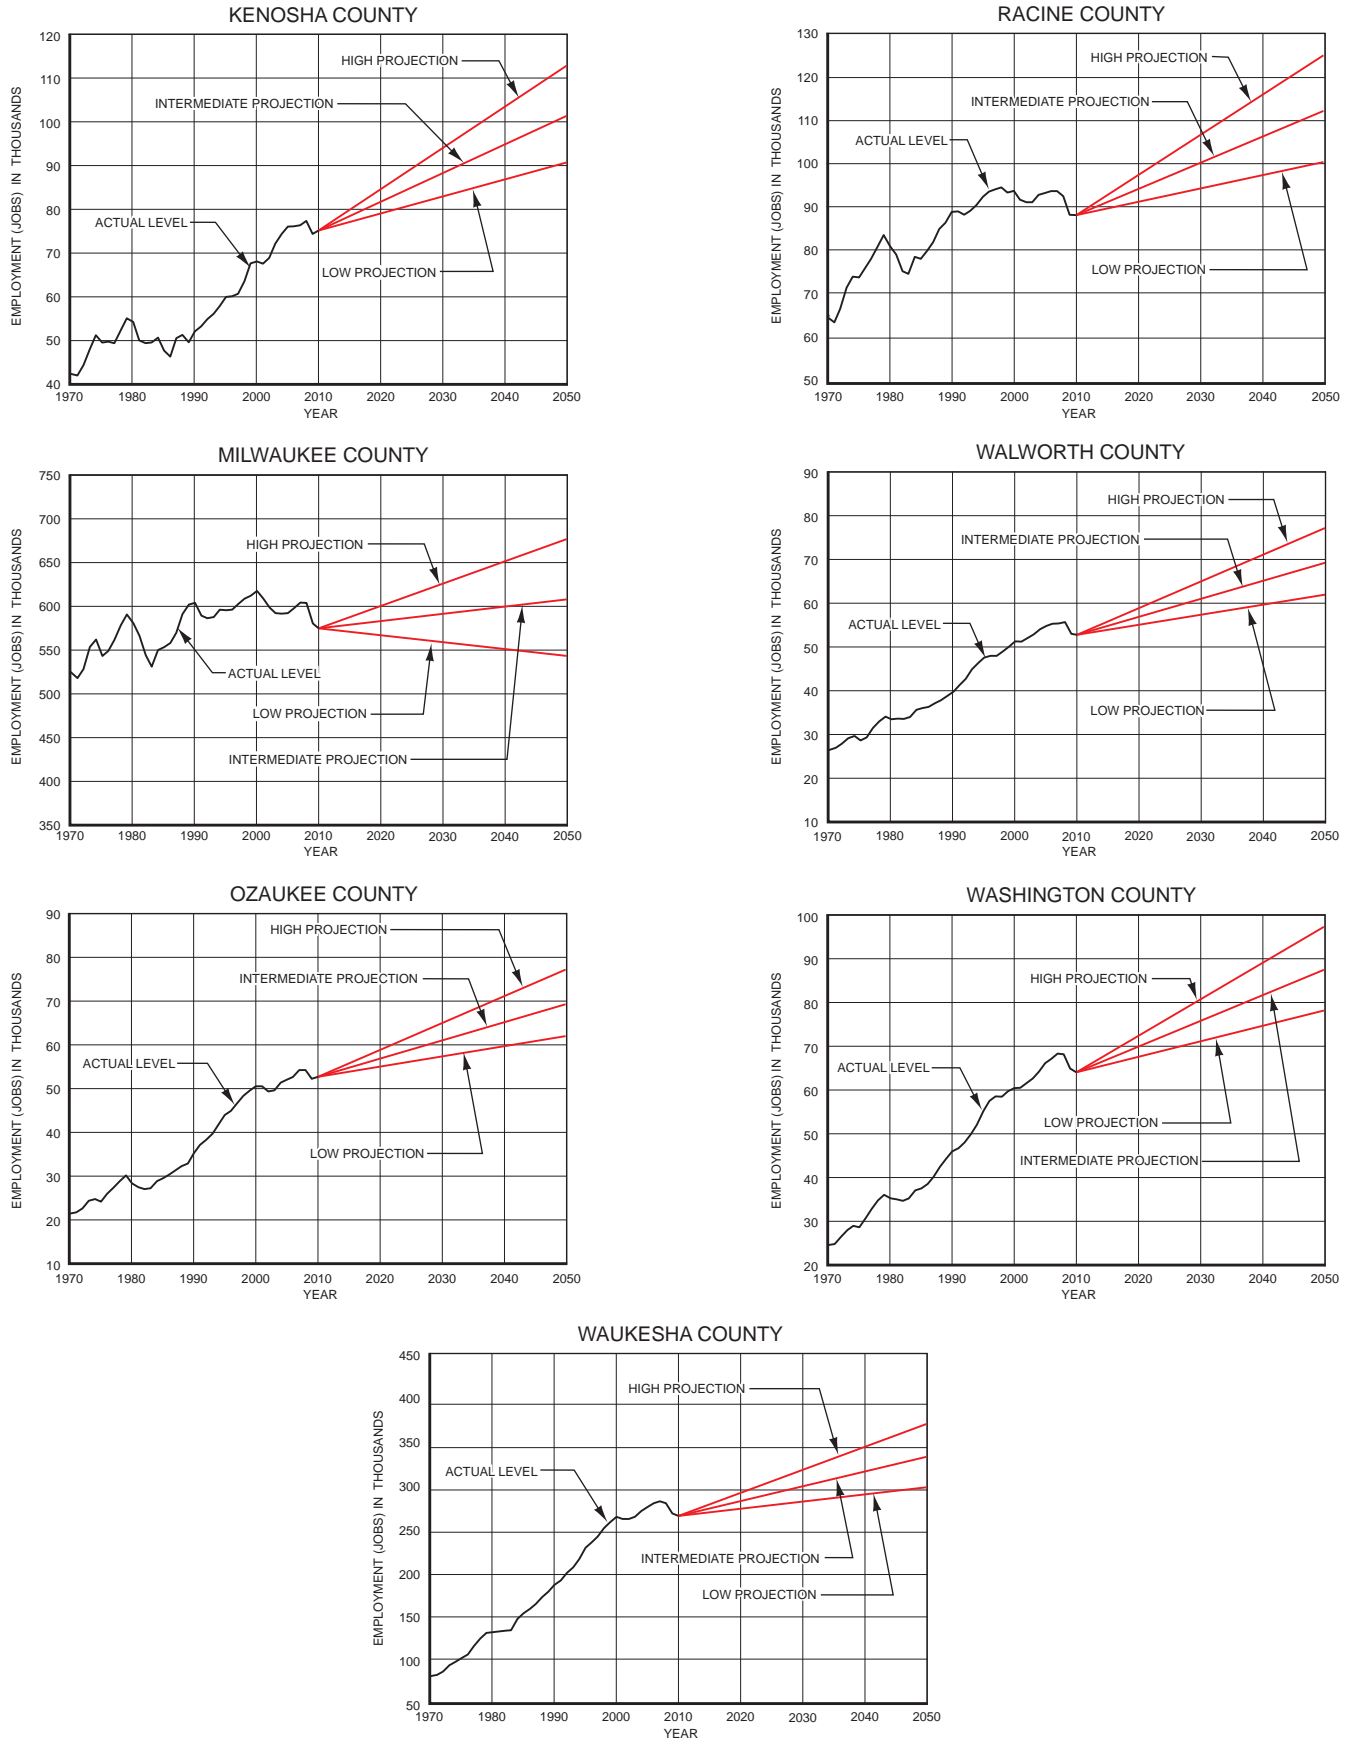 KENOSHA COUNTY
EMPLOYMENT (JOBS) IN THOUSANDS
120
110
100
90
80
70
60
50
40
HIGH PROJECTION
INTERMEDIATE PROJECTION
ACTUAL LEVEL
LOW PROJECTION
1970 1980 1990 2000 2010 2020 2030 2040 2050
YEAR
RACINE COUNTY
EMPLOYMENT (JOBS) IN THOUSANDS
130
120
110
100
90
80
70
60
50
HIGH PROJECTION
INTERMEDIATE PROJECTION
ACTUAL LEVEL
LOW PROJECTION
1970 1980 1990 2000 2010 2020 2030 2040 2050
YEAR
MILWAUKEE COUNTY
EMPLOYMENT (JOBS) IN THOUSANDS
750
700
650
600
550
500
450
400
350
HIGH PROJECTION
ACTUAL LEVEL
LOW PROJECTION
INTERMEDIATE PROJECTION
1970 1980 1990 2000 2010 2020 2030 2040 2050
YEAR
WALWORTH COUNTY
EMPLOYMENT (JOBS) IN THOUSANDS
90
80
70
60
50
40
30
20
10
HIGH PROJECTION
INTERMEDIATE PROJECTION
ACTUAL LEVEL
LOW PROJECTION
1970 1980 1990 2000 2010 2020 2030 2040 2050
YEAR
OZAUKEE COUNTY
EMPLOYMENT (JOBS) IN THOUSANDS
90
80
70
60
50
40
30
20
10
HIGH PROJECTION
INTERMEDIATE PROJECTION
ACTUAL LEVEL
LOW PROJECTION
1970 1980 1990 2000 2010 2020 2030 2040 2050
YEAR
WASHINGTON COUNTY
EMPLOYMENT (JOBS) IN THOUSANDS
100
90
80
70
60
50
40
30
20
HIGH PROJECTION
ACTUAL LEVEL
LOW PROJECTION
INTERMEDIATE PROJECTION
1970 1980 1990 2000 2010 2020 2030 2040 2050
YEAR
WAUKESHA COUNTY
EMPLOYMENT (JOBS) IN THOUSANDS
450
400
350
300
250
200
150
100
50
HIGH PROJECTION
ACTUAL LEVEL
INTERMEDIATE PROJECTION
LOW PROJECTION
1970 1980 1990 2000 2010 2020 2030 2040 2050
YEAR